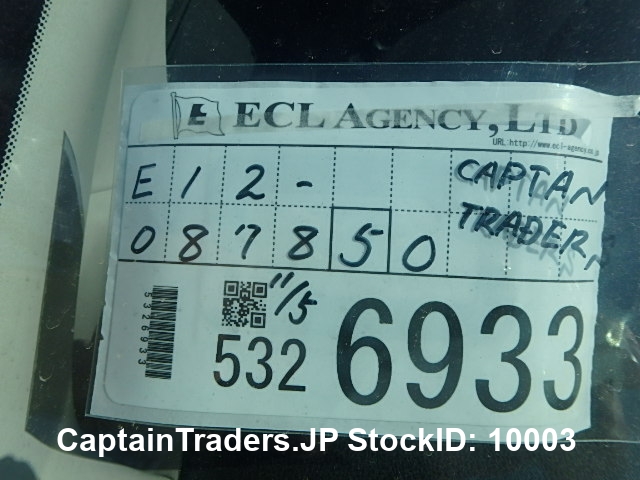 E ECL AGENCY, LTD
URL:http://www.ecl-agency.co.jp
E12-
CAPTAN
087850
TRADERS
11/5
5326933
532 6933
CaptainTraders.JP StockID: 10003